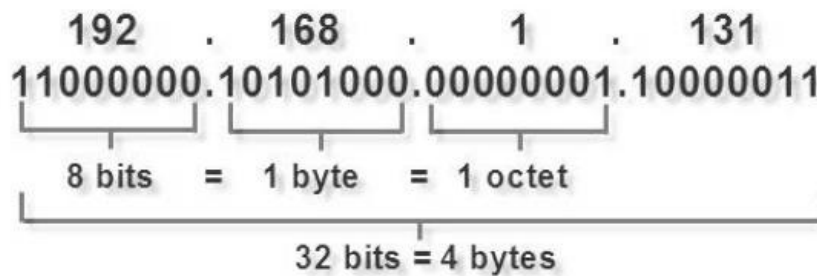 192 . 168 . 1 . 131
11000000.10101000.00000001.10000011
8 bits = 1 byte = 1 octet
32 bits = 4 bytes